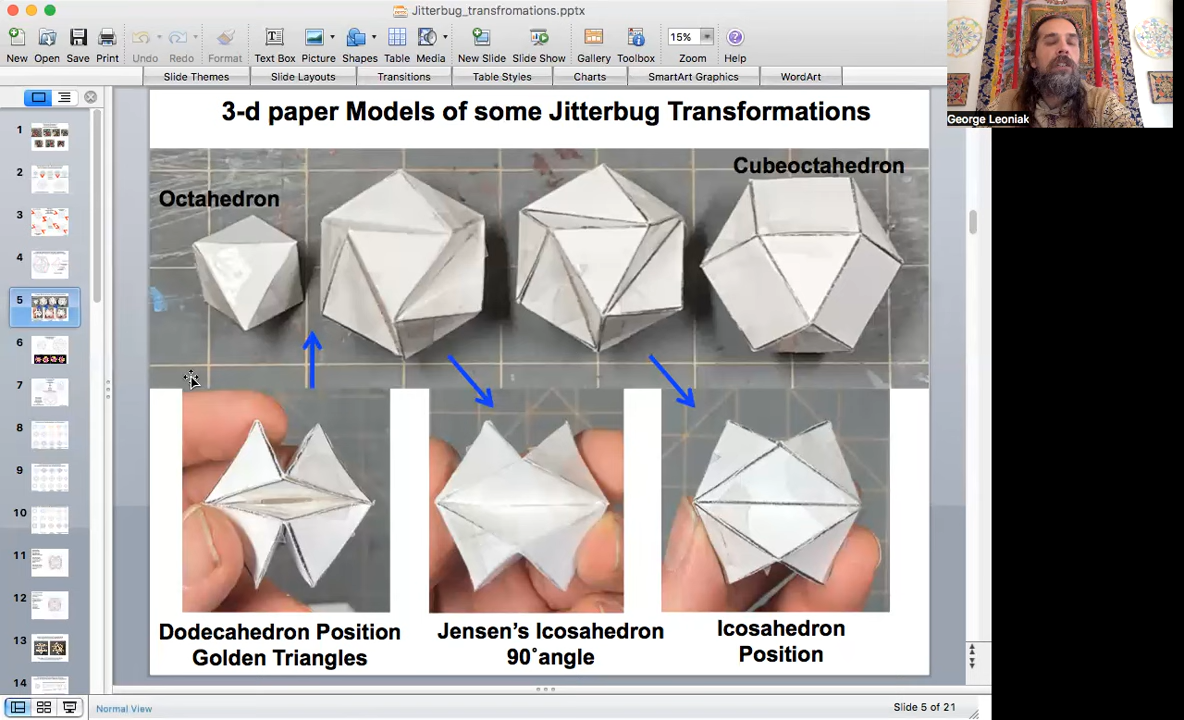 Jitterbug_transfromations.pptx
New Open Save Print Undo Redo Format Text Box Picture Shapes Table Media New Slide Slide Show Gallery Toolbox Zoom Help
15%
Slide Themes Slide Layouts Transitions Table Styles Charts SmartArt Graphics WordArt
George Leoniak
3-d paper Models of some Jitterbug Transformations
Octahedron
Cubeoctahedron
Dodecahedron Position
Golden Triangles
Jensen's Icosahedron
90˚angle
Icosahedron
Position
1
2
3
4
5
6
7
8
9
10
11
12
13
14
Normal View
Slide 5 of 21